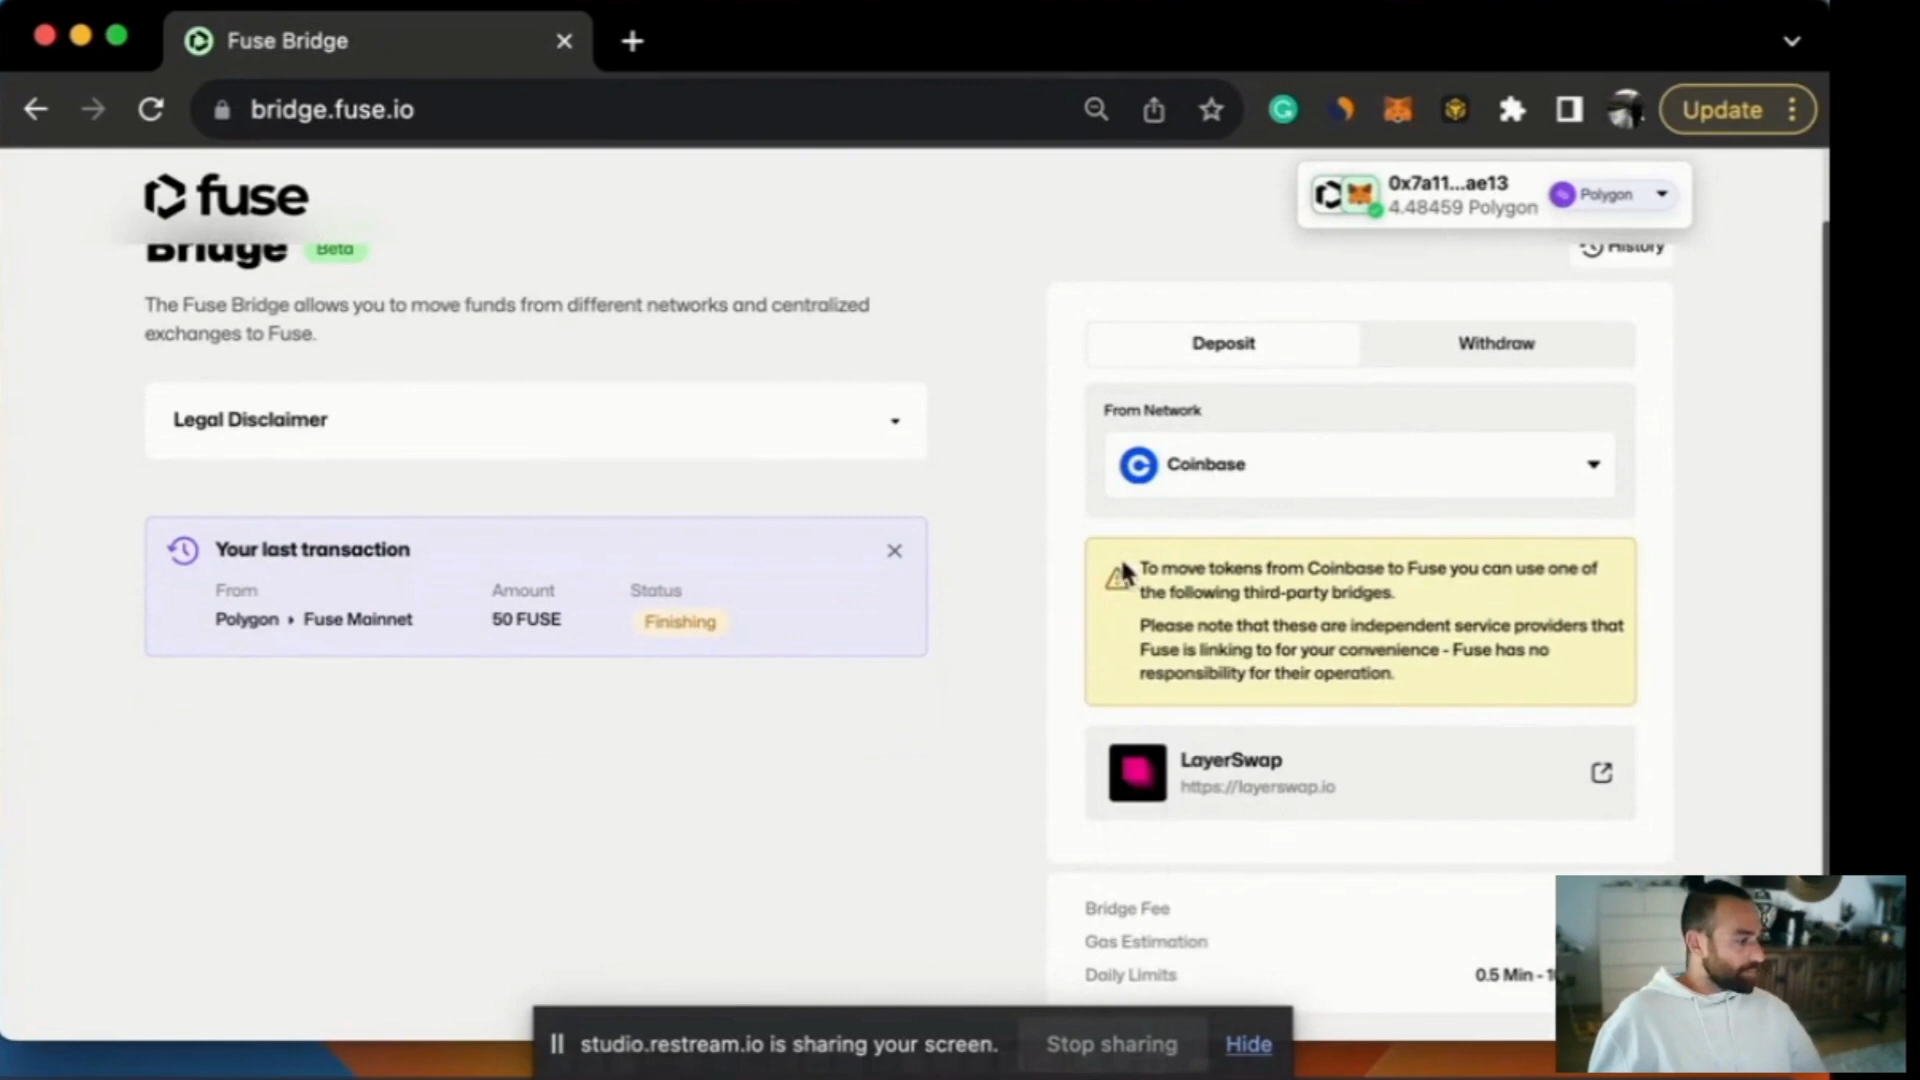 Fuse Bridge
bridge.fuse.io
Update
fuse
0x7a11...ae13
4.48459 Polygon
Polygon
Bridge
Beta
History
The Fuse Bridge allows you to move funds from different networks and centralized
exchanges to Fuse.
Legal Disclaimer
Your last transaction
From
Amount
Status
Polygon
Fuse Mainnet
50 FUSE
Finishing
Deposit
Withdraw
From Network
Coinbase
To move tokens from Coinbase to Fuse you can use one of
the following third-party bridges.
Please note that these are independent service providers that
Fuse is linking to for your convenience - Fuse has no
responsibility for their operation.
LayerSwap
https://layerswap.io
Bridge Fee
Gas Estimation
Daily Limits
0.5 Min -
studio.restream.io is sharing your screen.
Stop sharing
Hide